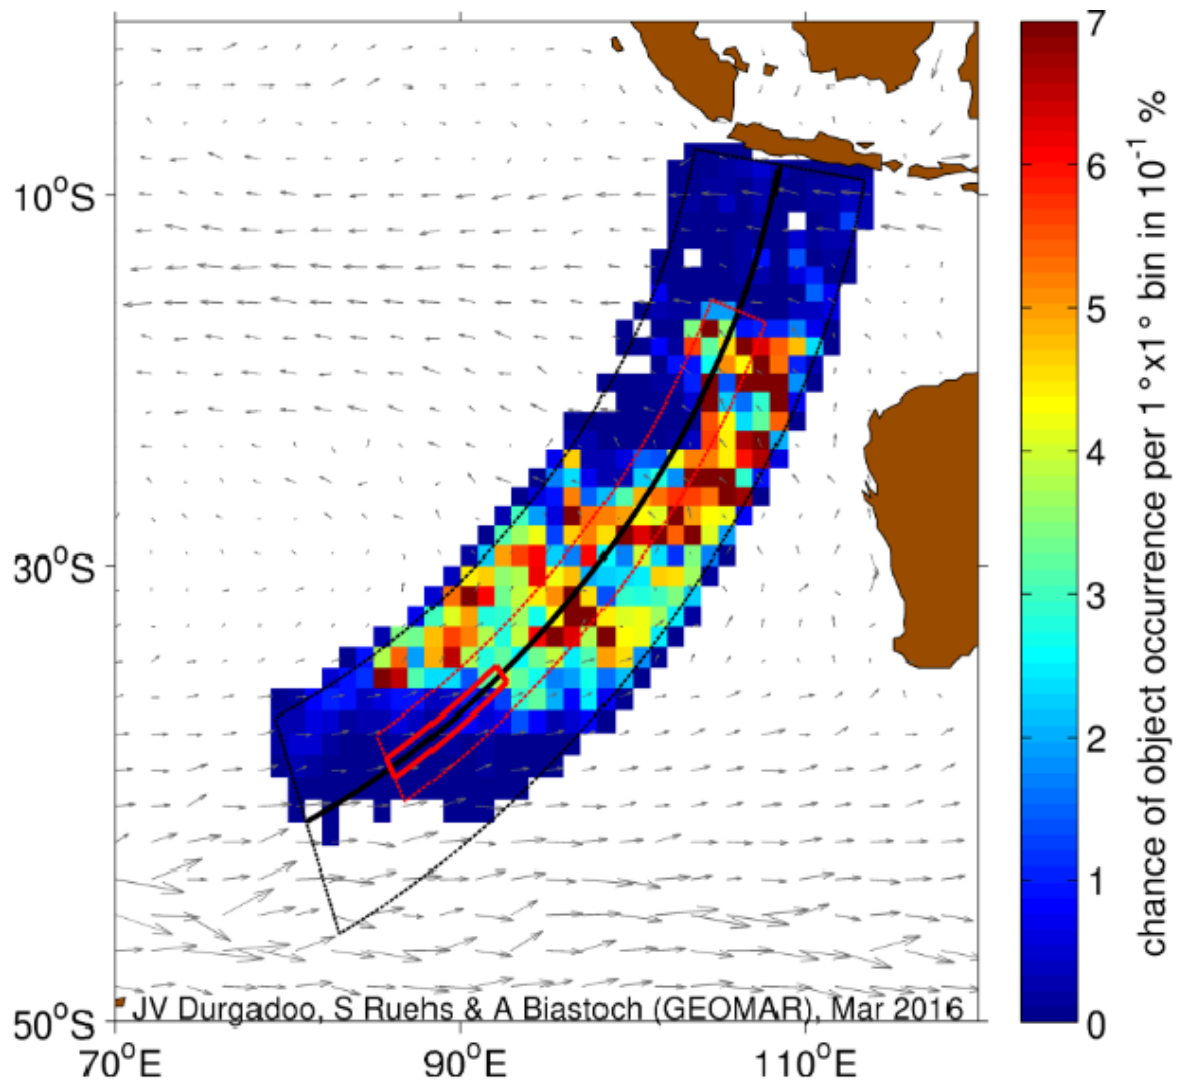 10°S
30°S
50°S
70°E
90°E
110°E
JV Durgadoo, S Ruehs & A Biastoch (GEOMAR), Mar 2016
7
6
5
4
3
2
1
0
chance of object occurrence per 1°x1° bin in 10⁻¹ %